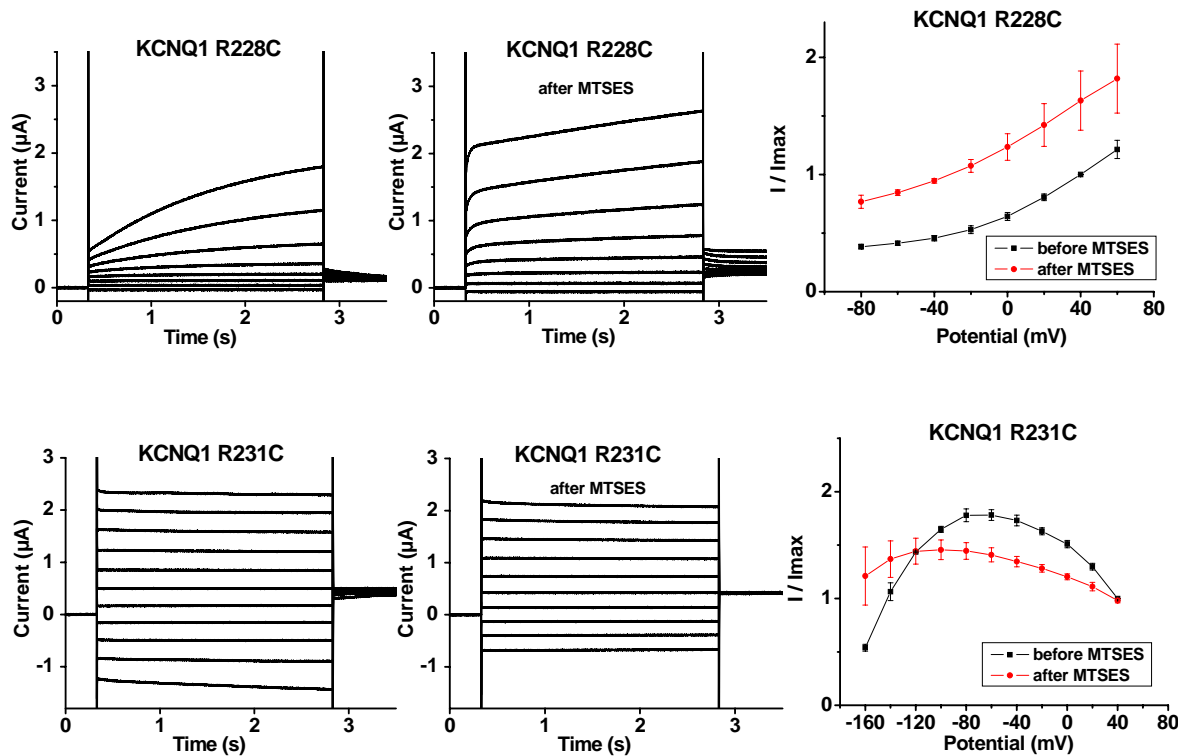 KCNQ1 R228C
3
2
1
0
Current (µA)
0 1 2 3
Time (s)
KCNQ1 R228C
after MTSES
3
2
1
0
Current (µA)
0 1 2 3
Time (s)
KCNQ1 R228C
2
1
0
I / Imax
before MTSES
after MTSES
-80 -40 0 40 80
Potential (mV)
KCNQ1 R231C
3
2
1
0
-1
Current (µA)
0 1 2 3
Time (s)
KCNQ1 R231C
after MTSES
3
2
1
0
-1
Current (µA)
0 1 2 3
Time (s)
KCNQ1 R231C
2
1
0
I / Imax
before MTSES
after MTSES
-160 -120 -80 -40 0 40
Potential (mV)